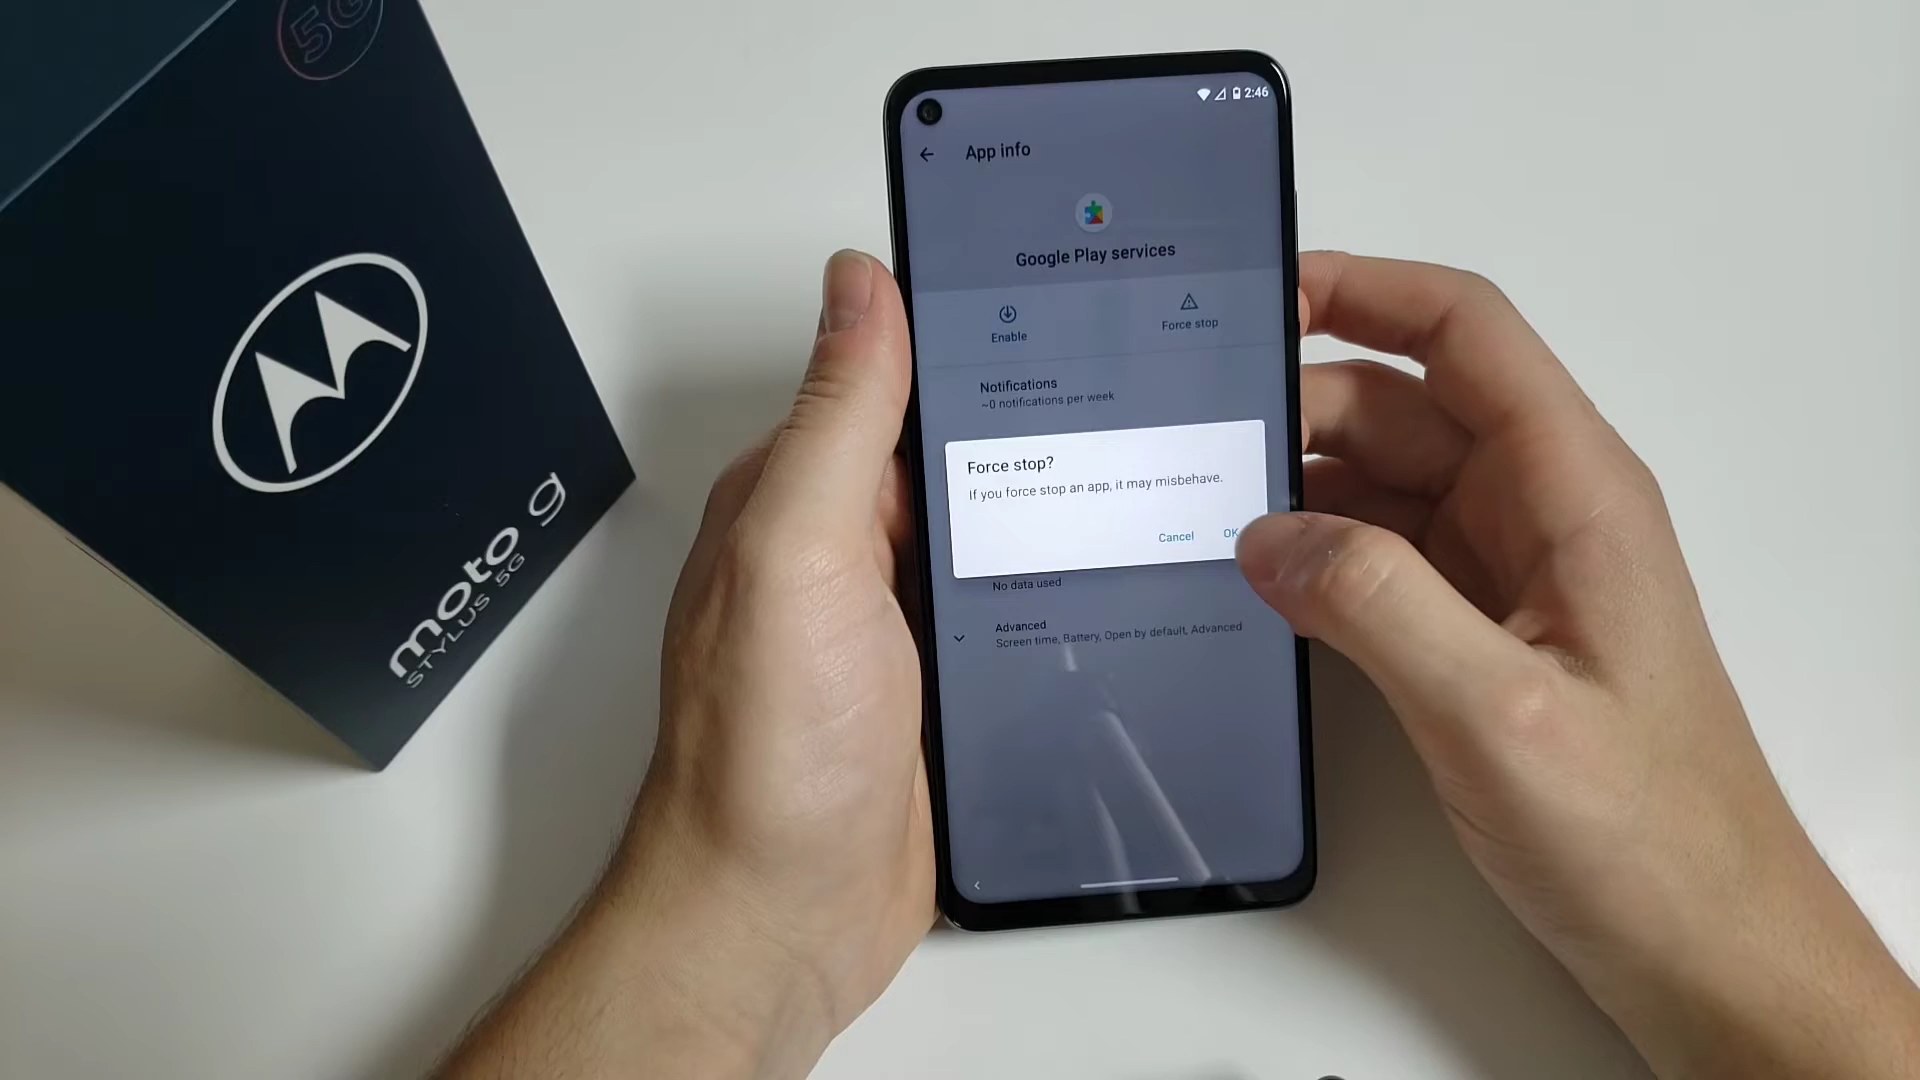 5G
moto g
STYLUS 5G
2:46
App info
Google Play services
Enable
Force stop
Notifications
~0 notifications per week
Force stop?
If you force stop an app, it may misbehave.
Cancel
OK
No data used
Advanced
Screen time, Battery, Open by default, Advanced